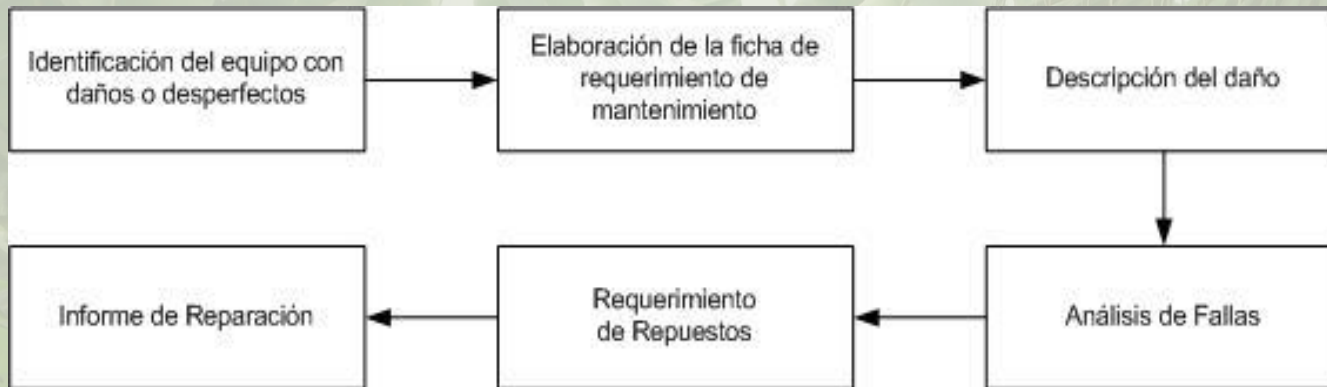 Identificación del equipo con
daños o desperfectos
Elaboración de la ficha de
requerimiento de
mantenimiento
Descripción del daño
Análisis de Fallas
Requerimiento
de Repuestos
Informe de Reparación